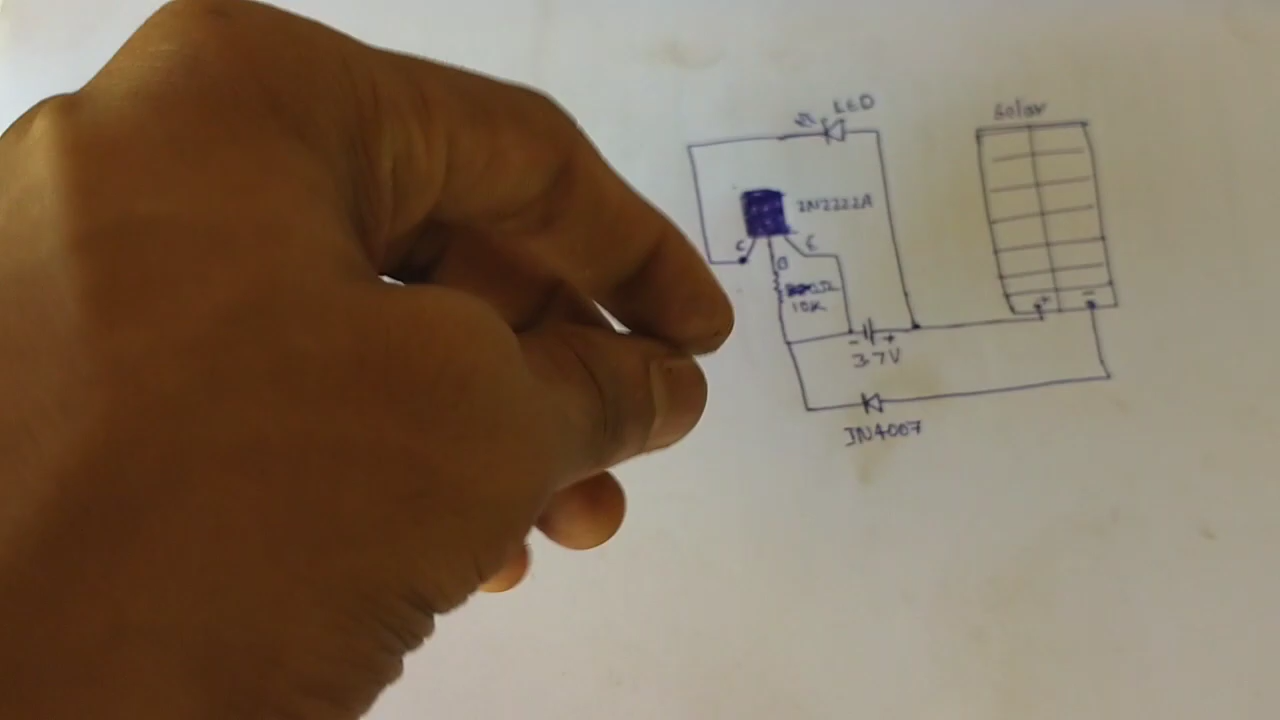 LED
Solar
2N2222A
C
E
B
10K
+
-
- +
3.7V
IN4007